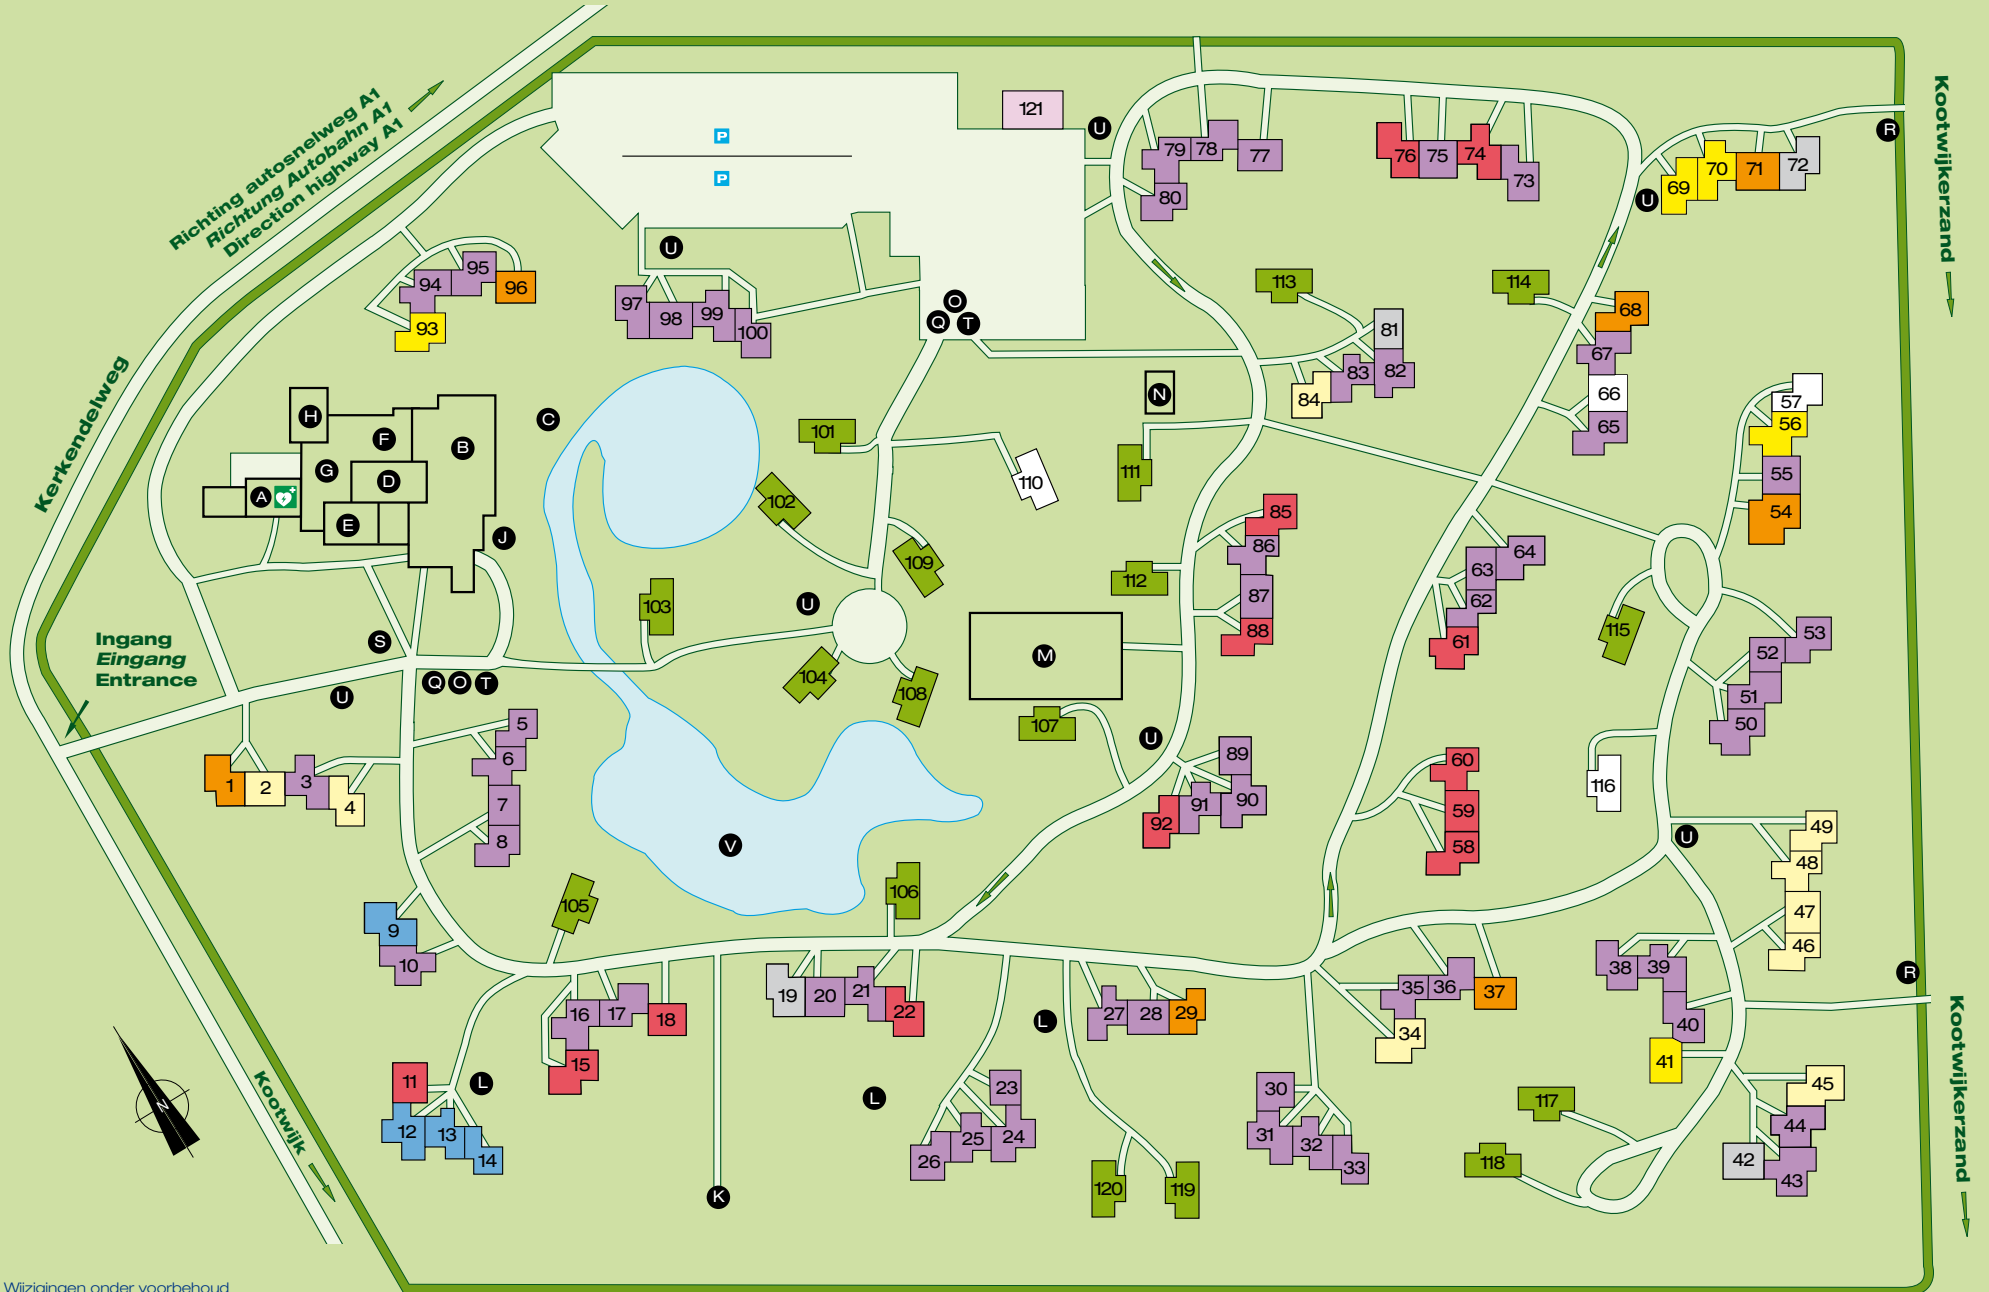 Richting autosnelweg A1
Richtung Autobahn A1
Direction highway A1
Kerkendelweg
Ingang
Eingang
Entrance
Kootwijk
Kootwijkerzand
Kootwijkerzand
P
P
121
U
79
78
77
80
76
75
74
73
69
70
71
72
R
U
95
94
96
93
U
97
98
99
100
O
Q
T
113
114
81
83
82
84
68
67
66
65
57
56
55
54
H
F
B
G
D
A
E
J
C
N
101
102
110
111
109
103
U
104
108
112
85
86
87
88
M
107
U
64
63
62
61
115
53
52
51
50
S
Q
O
T
U
1
2
3
4
5
6
7
8
89
90
91
92
60
59
58
116
U
49
48
47
46
V
9
10
105
106
16
17
18
15
19
20
21
22
27
28
29
L
35
36
37
34
38
39
40
41
R
11
12
13
14
L
L
23
24
25
26
30
31
32
33
117
118
45
44
42
43
120
119
K
N
Wijzigingen onder voorbehoud